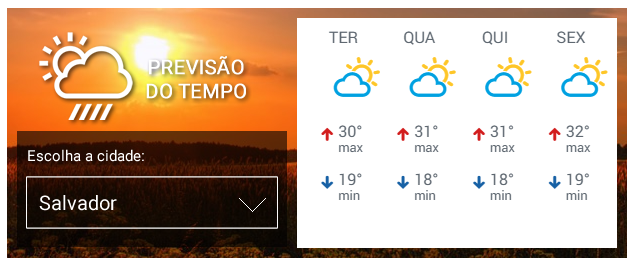 PREVISÃO
DO TEMPO
Escolha a cidade:
Salvador
TER QUA QUI SEX
30° 31° 31° 32°
max max max max
19° 18° 18° 19°
min min min min